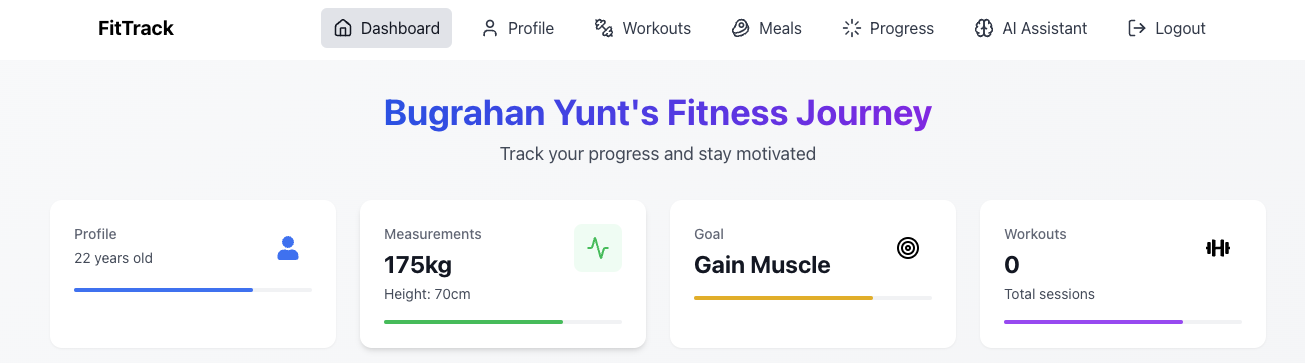 FitTrack
Dashboard
Profile
Workouts
Meals
Progress
AI Assistant
Logout
Bugrahan Yunt's Fitness Journey
Track your progress and stay motivated
Profile
22 years old
Measurements
175kg
Height: 70cm
Goal
Gain Muscle
Workouts
0
Total sessions